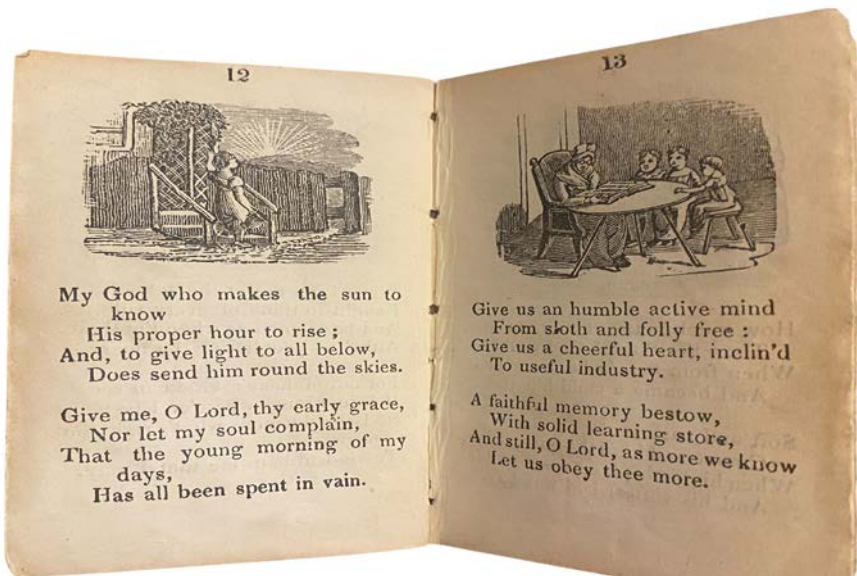 12
My God who makes the sun to
know
His proper hour to rise ;
And, to give light to all below,
Does send him round the skies.
Give me, O Lord, thy early grace,
Nor let my soul complain,
That the young morning of my
days,
Has all been spent in vain.
13
Give us an humble active mind
From sloth and folly free :
Give us a cheerful heart, inclin'd
To useful industry.
A faithful memory bestow,
With solid learning store,
And still, O Lord, as more we know
Let us obey thee more.